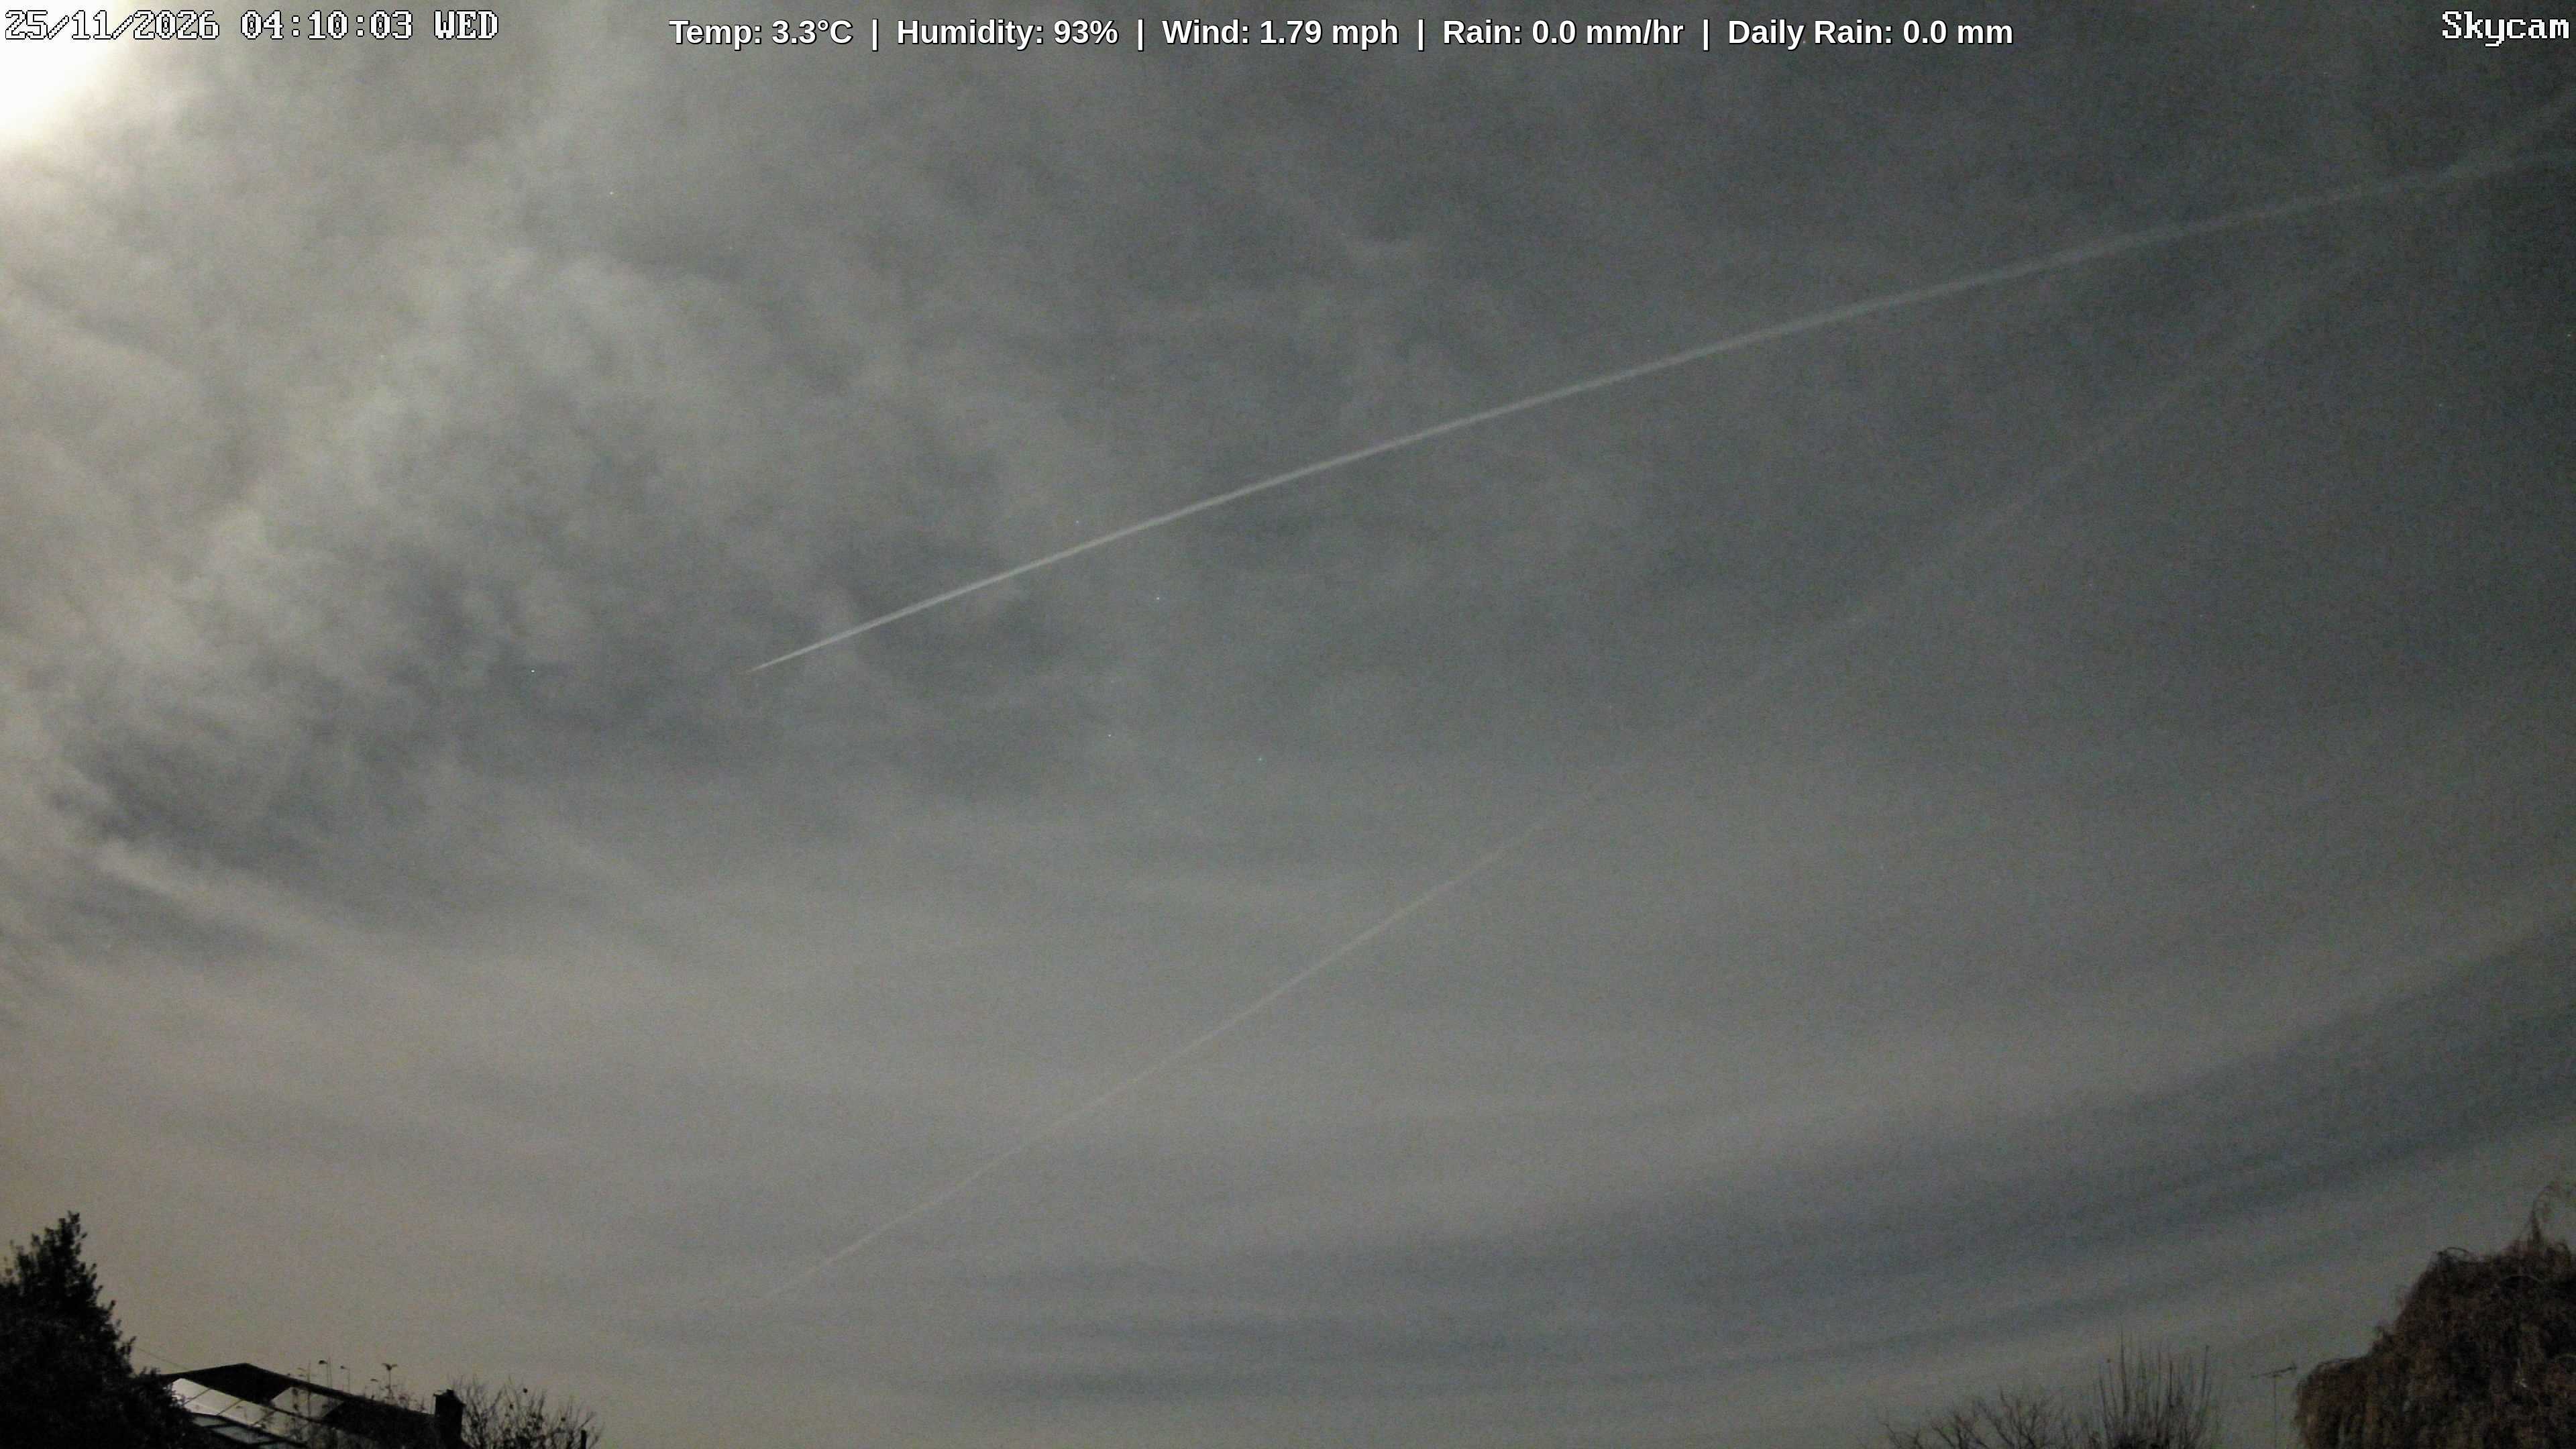 25/11/2026 04:10:03 WED
Temp: 3.3°C | Humidity: 93% | Wind: 1.79 mph | Rain: 0.0 mm/hr | Daily Rain: 0.0 mm
Skycam